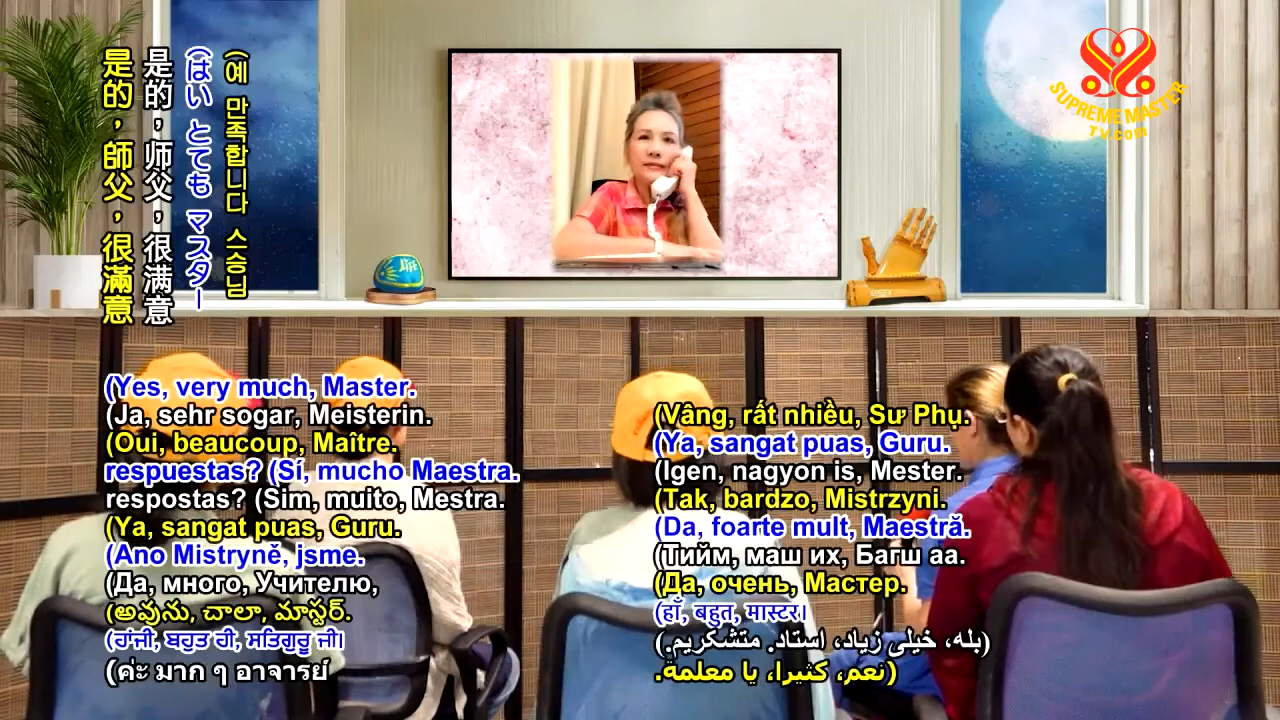 (예 만족합니다 스승님
(はい とても マスター
是的，师父，很满意
是的，師父，很滿意
SUPREME MASTER
TV.com
(Yes, very much, Master.
(Ja, sehr sogar, Meisterin.
(Oui, beaucoup, Maître.
respuestas? (Sí, mucho Maestra.
respostas? (Sim, muito, Mestra.
(Ya, sangat puas, Guru.
(Ano Mistryně, jsme.
(Да, много, Учителю,
(అవును, చాలా, మాస్టర్.
(ਹਾਂਜੀ, ਬਹੁਤ ਹੀ, ਸਤਿਗੁਰੂ ਜੀ।
(ค่ะ มาก ๆ อาจารย์
(Vâng, rất nhiều, Sư Phụ.
(Ya, sangat puas, Guru.
(Igen, nagyon is, Mester.
(Tak, bardzo, Mistrzyni.
(Da, foarte mult, Maestră.
(Тийм, маш их, Багш аа.
(Да, очень, Мастер.
(हाँ, बहुत, मास्टर।
(بله، خیلی زیاد، استاد. متشکریم.)
(نعم، كثيرا، يا معلمة.